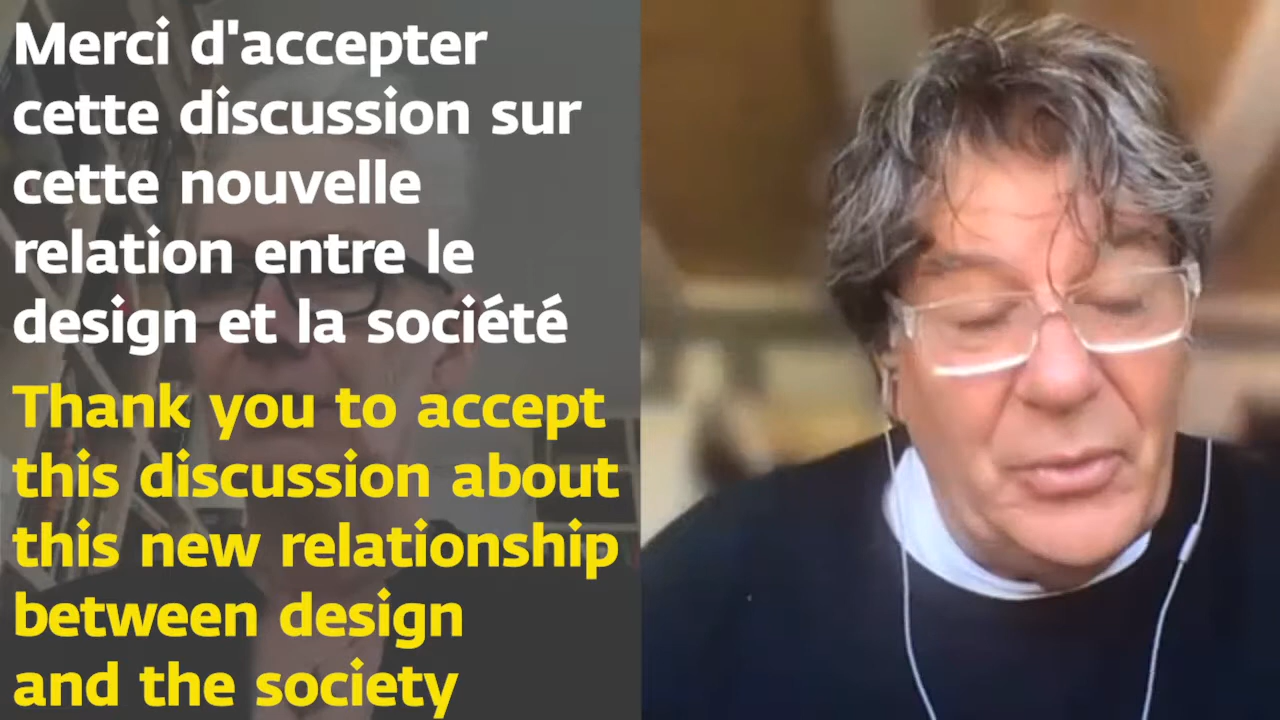 Merci d'accepter
cette discussion sur
cette nouvelle
relation entre le
design et la société
Thank you to accept
this discussion about
this new relationship
between design
and the society